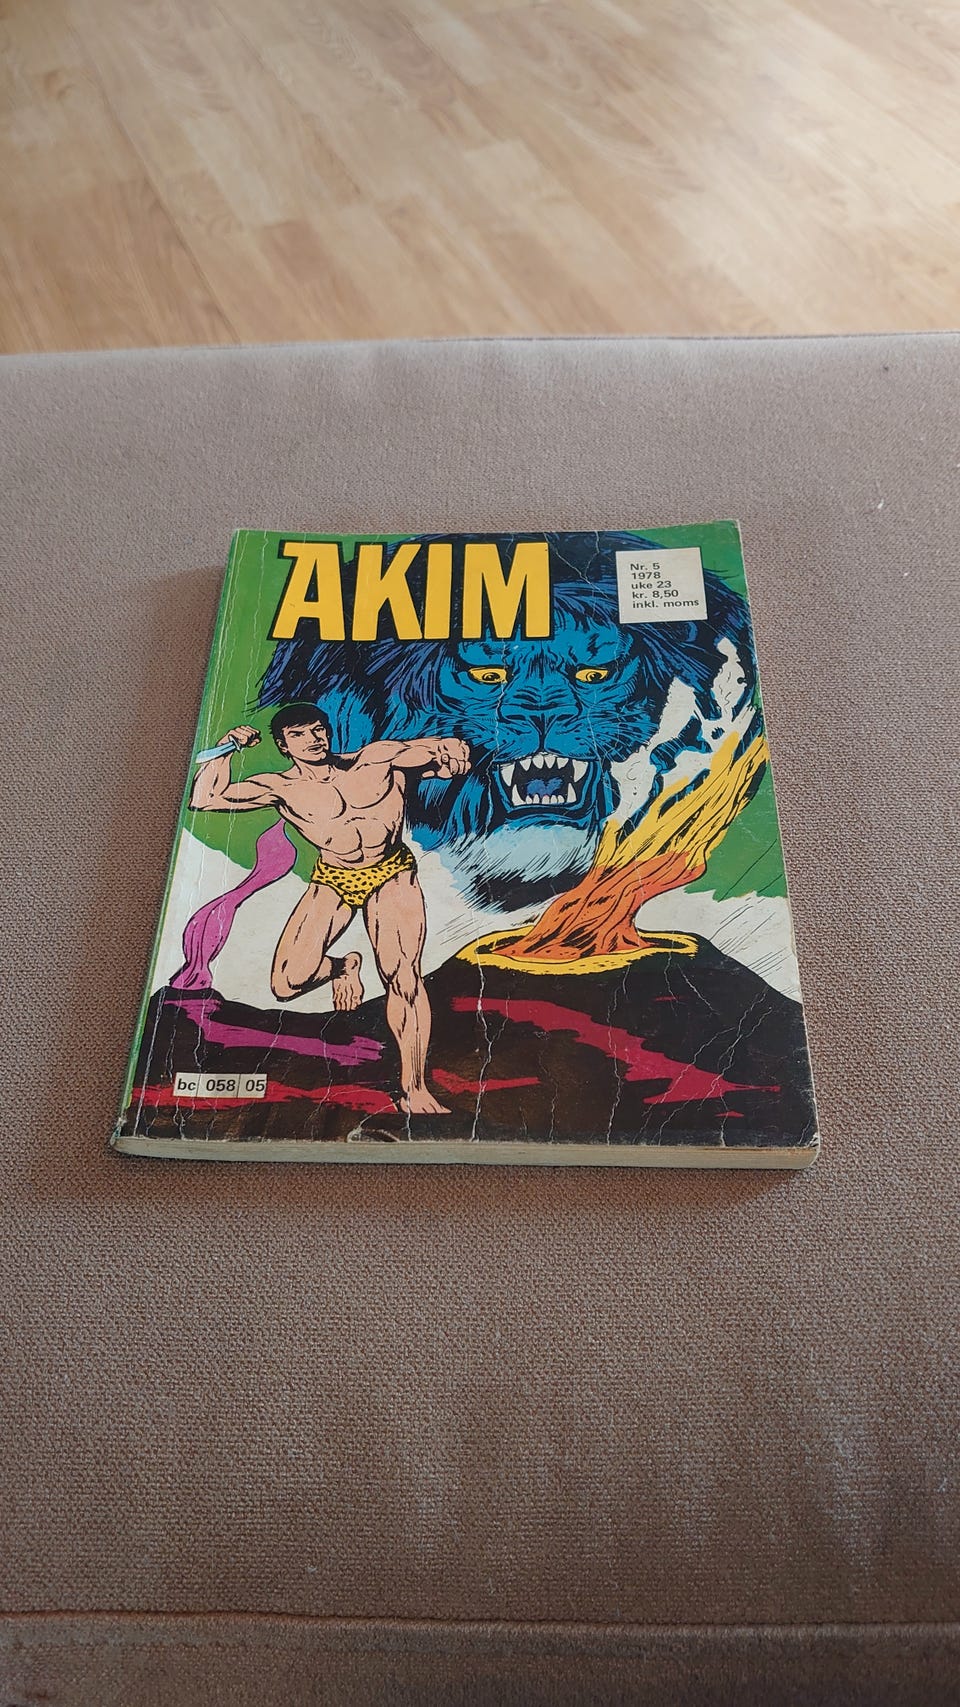 AKIM
Nr. 5
1978
uke 23
kr. 8,50
inkl. moms
bc 058 05